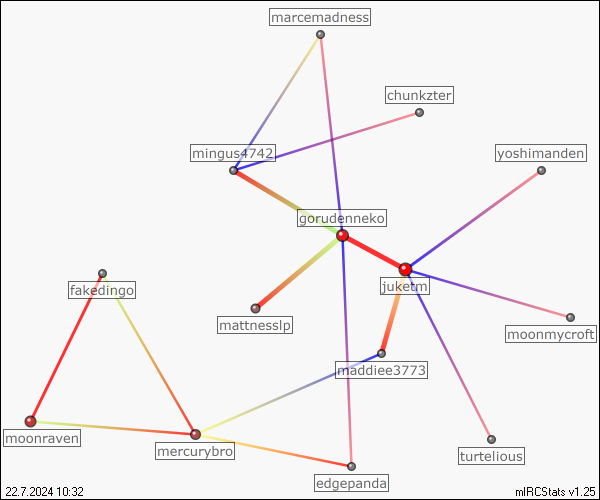 marcemadness
chunkzter
mingus4742
yoshimanden
gorudenneko
fakedingo
juketm
mattnesslp
moonmycroft
maddiee3773
moonraven
mercurybro
turtelious
edgepanda
22.7.2024 10:32
mIRCStats v1.25